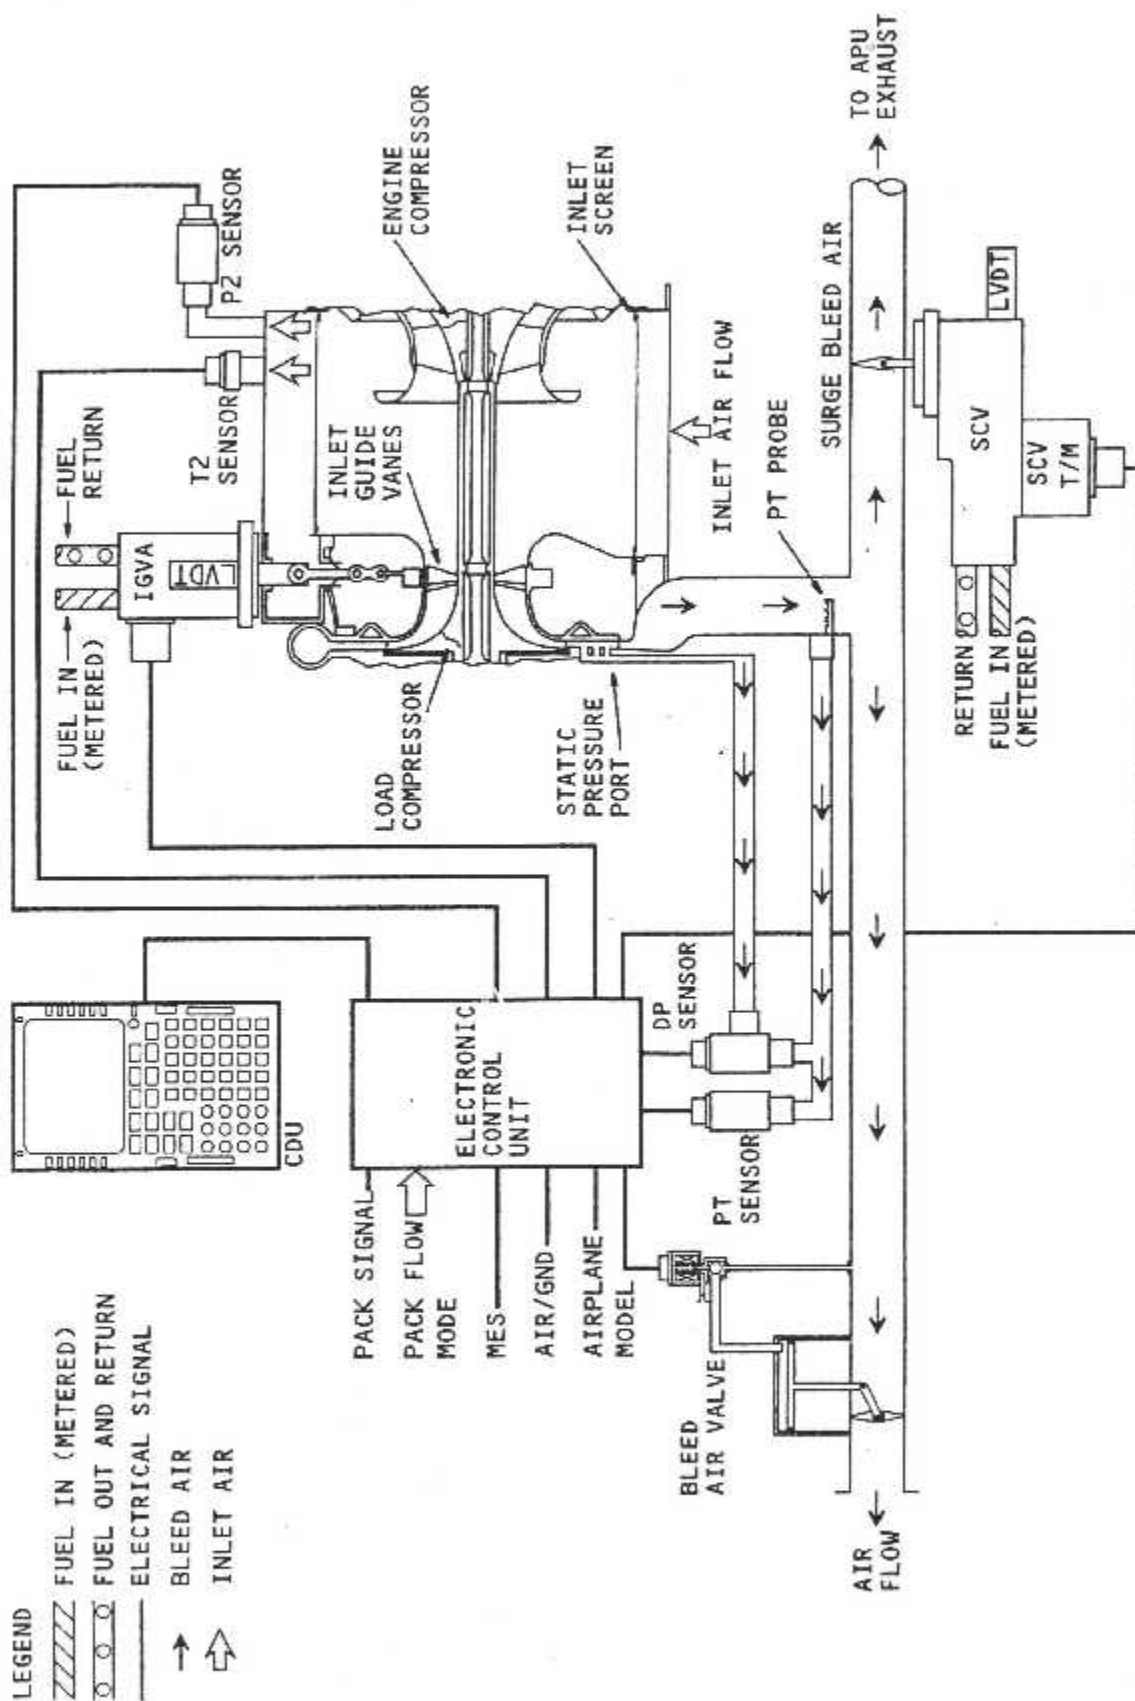 LEGEND
FUEL IN (METERED)
FUEL OUT AND RETURN
ELECTRICAL SIGNAL
BLEED AIR
INLET AIR
CDU
PACK SIGNAL
PACK FLOW
MODE
MES
AIR/GND
AIRPLANE
MODEL
ELECTRONIC
CONTROL
UNIT
FUEL IN
(METERED)
FUEL
RETURN
IGVA
LVDT
T2
SENSOR
P2 SENSOR
INLET
GUIDE
VANES
ENGINE
COMPRESSOR
LOAD
COMPRESSOR
STATIC
PRESSURE
PORT
INLET
SCREEN
INLET AIR FLOW
PT PROBE
DP
SENSOR
PT
SENSOR
BLEED
AIR VALVE
AIR
FLOW
SURGE BLEED AIR
TO APU
EXHAUST
RETURN
FUEL IN
(METERED)
SCV
LVDT
SCV
T/M